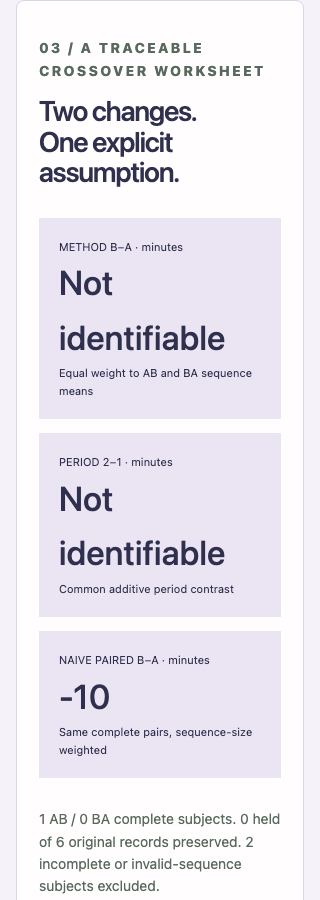 03 / A TRACEABLE
CROSSOVER WORKSHEET
Two changes.
One explicit
assumption.
METHOD B–A · minutes
Not
identifiable
Equal weight to AB and BA sequence
means
PERIOD 2–1 · minutes
Not
identifiable
Common additive period contrast
NAIVE PAIRED B–A · minutes
-10
Same complete pairs, sequence-size
weighted
1 AB / 0 BA complete subjects. 0 held
of 6 original records preserved. 2
incomplete or invalid-sequence
subjects excluded.